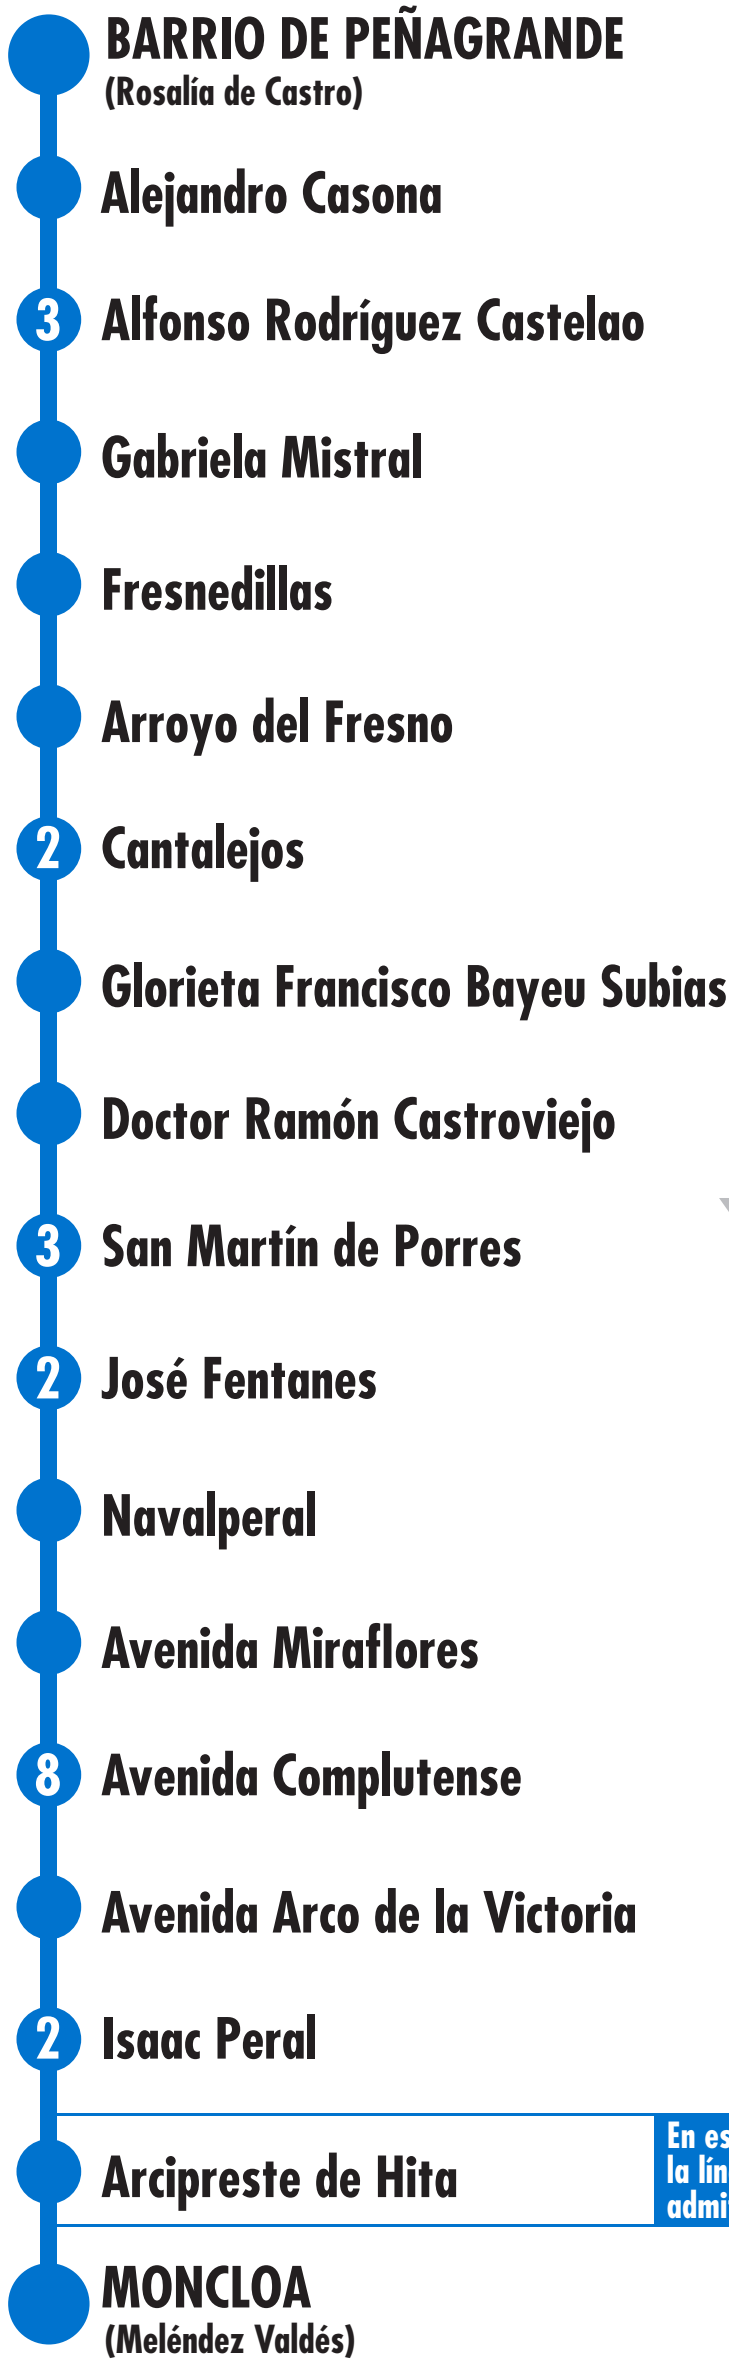 BARRIO DE PEÑAGRANDE
(Rosalía de Castro)
Alejandro Casona
3 Alfonso Rodríguez Castelao
Gabriela Mistral
Fresnedillas
Arroyo del Fresno
2 Cantalejos
Glorieta Francisco Bayeu Subias
Doctor Ramón Castroviejo
3 San Martín de Porres
2 José Fentanes
Navalperal
Avenida Miraflores
8 Avenida Complutense
Avenida Arco de la Victoria
2 Isaac Peral
Arcipreste de Hita
En
la
MONCLOA
(Meléndez Valdés)